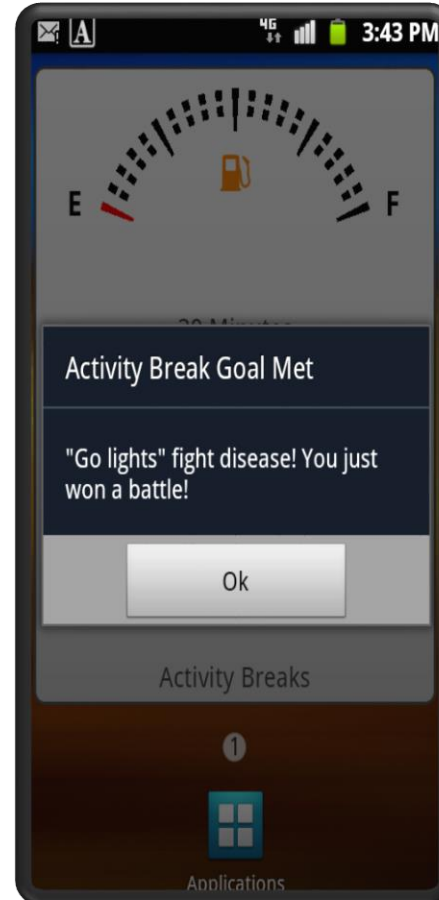 A
4G
3:43 PM
E
F
Activity Break Goal Met
"Go lights" fight disease! You just
won a battle!
Ok
Activity Breaks
1
Applications